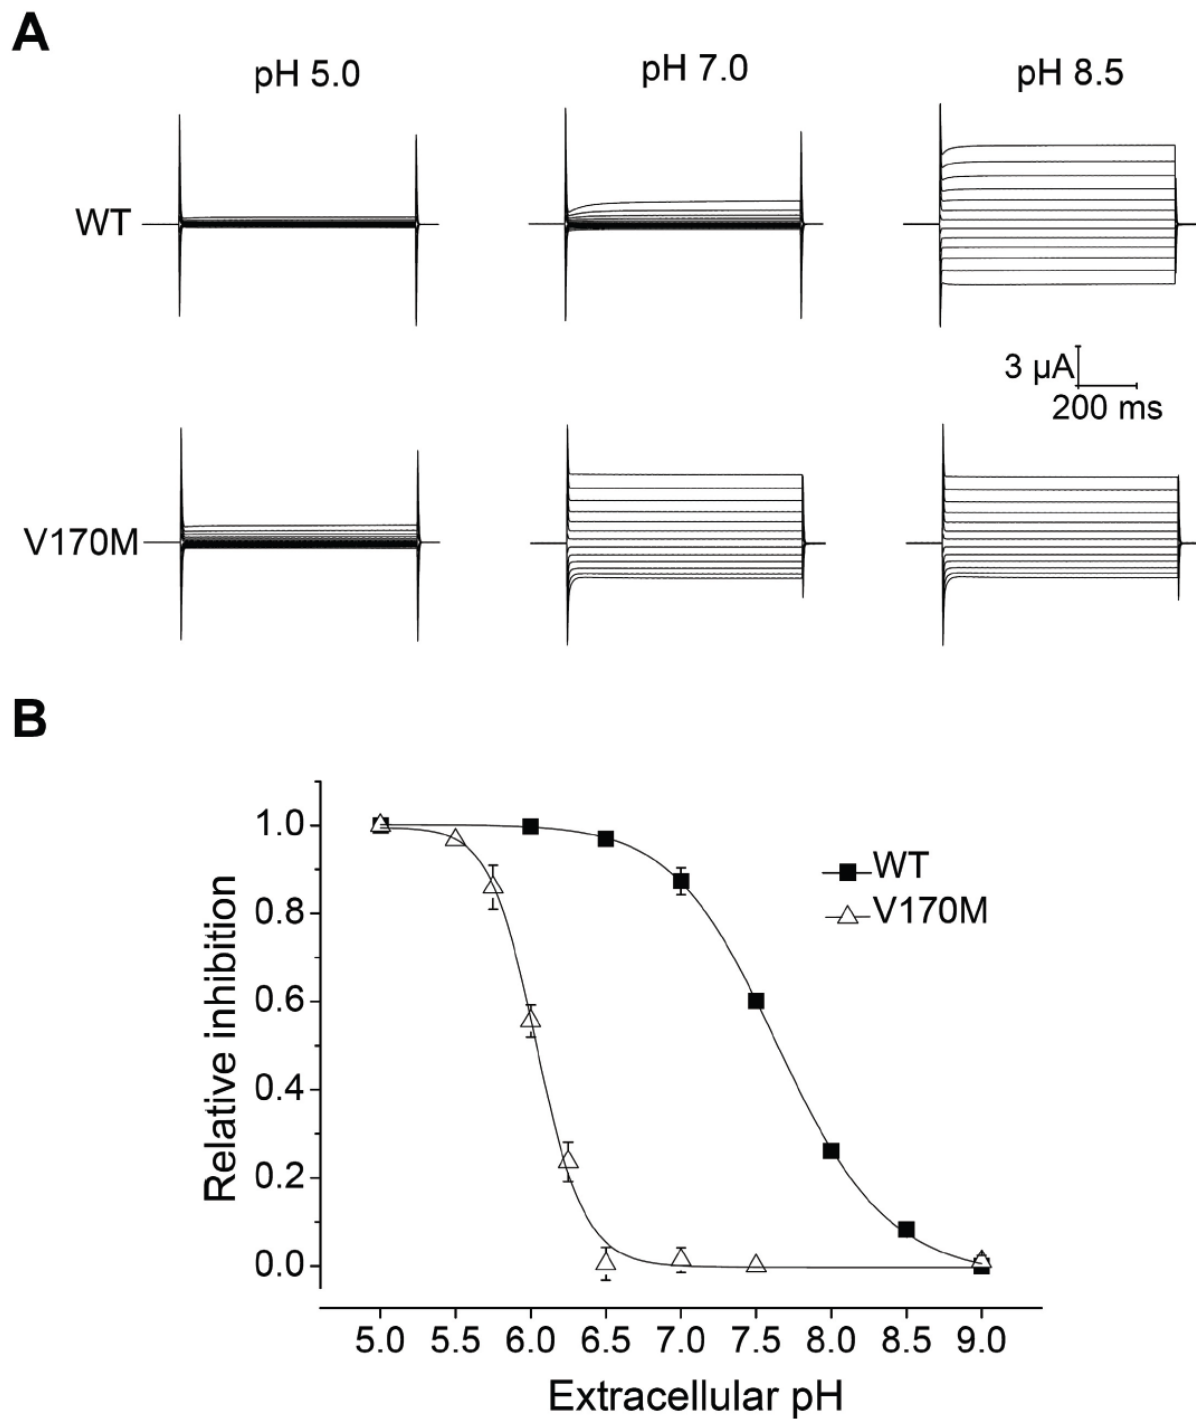 A
pH 5.0 pH 7.0 pH 8.5
WT
3 μA
200 ms
V170M
B
1.0
0.8
0.6
0.4
0.2
0.0
Relative inhibition
WT
V170M
5.0 5.5 6.0 6.5 7.0 7.5 8.0 8.5 9.0
Extracellular pH